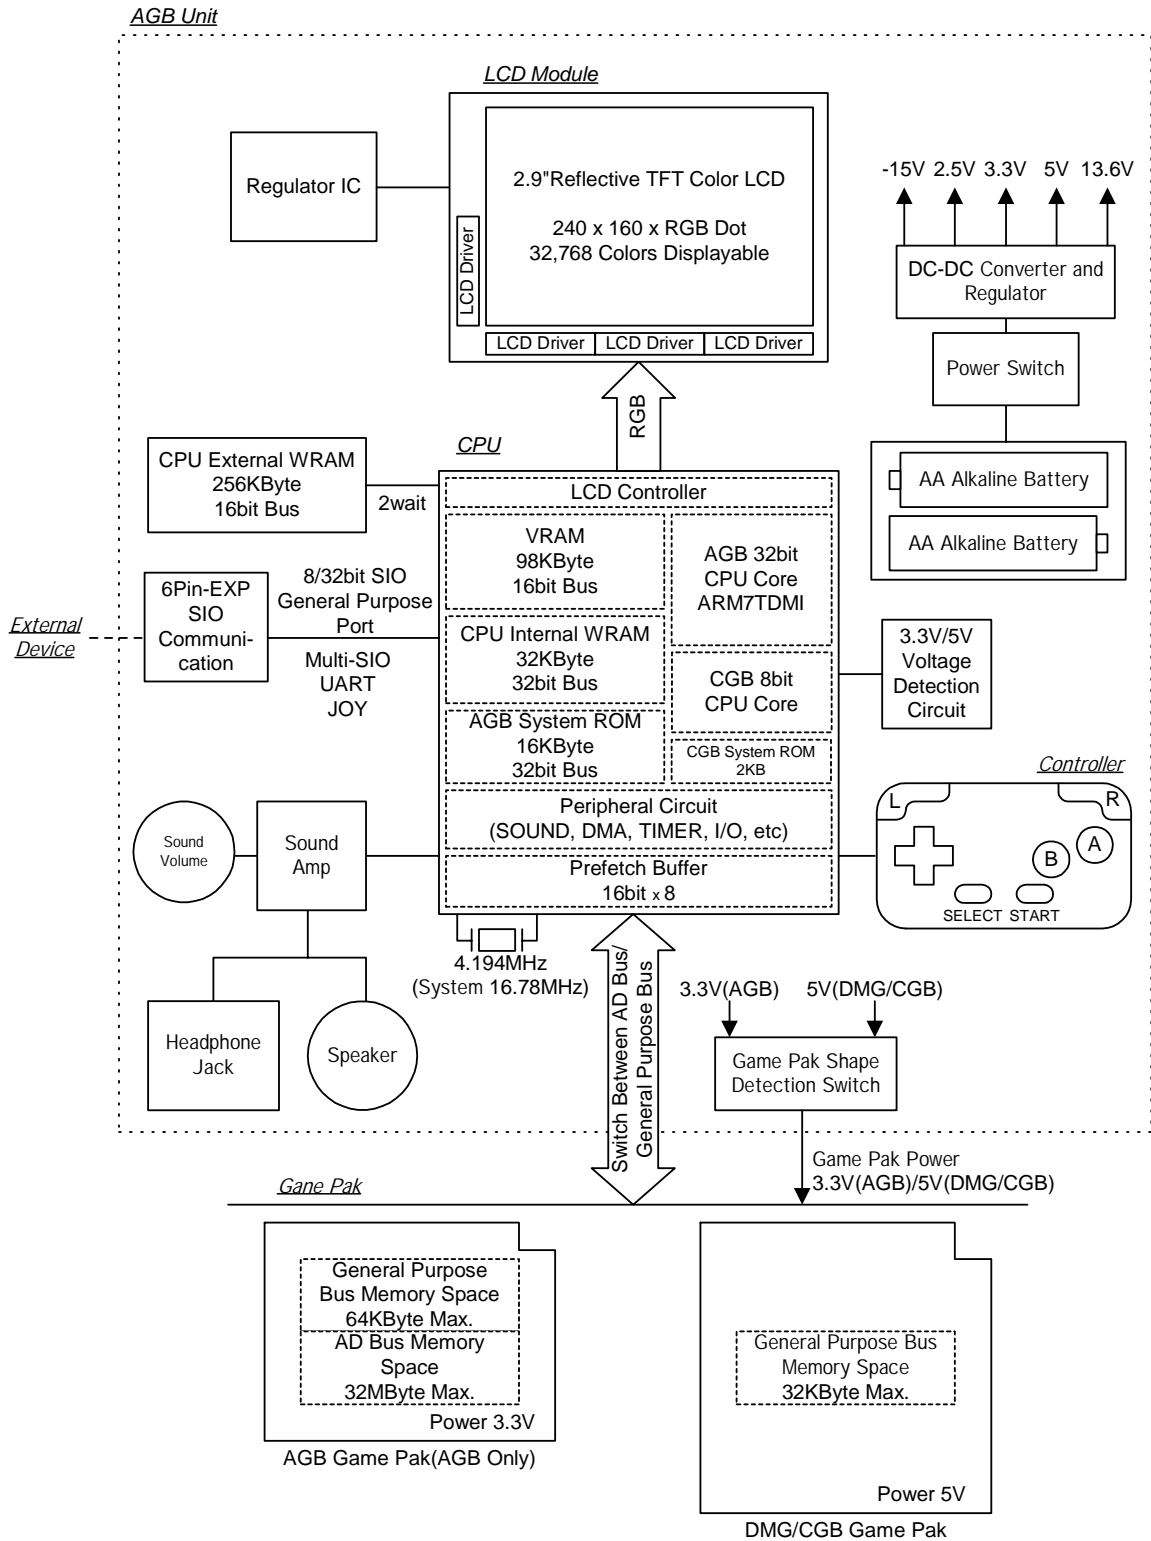 AGB Unit
LCD Module
Regulator IC
2.9"Reflective TFT Color LCD
240 x 160 x RGB Dot
32,768 Colors Displayable
LCD Driver
LCD Driver
LCD Driver
LCD Driver
-15V
2.5V
3.3V
5V
13.6V
DC-DC Converter and
Regulator
Power Switch
AA Alkaline Battery
AA Alkaline Battery
RGB
CPU
CPU External WRAM
256KByte
16bit Bus
2wait
LCD Controller
VRAM
98KByte
16bit Bus
AGB 32bit
CPU Core
ARM7TDMI
External
Device
6Pin-EXP
SIO
Communi-
cation
8/32bit SIO
General Purpose
Port
Multi-SIO
UART
JOY
CPU Internal WRAM
32KByte
32bit Bus
CGB 8bit
CPU Core
3.3V/5V
Voltage
Detection
Circuit
AGB System ROM
16KByte
32bit Bus
CGB System ROM
2KB
Controller
L
R
A
B
SELECT
START
Peripheral Circuit
(SOUND, DMA, TIMER, I/O, etc)
Prefetch Buffer
16bit x 8
Sound
Volume
Sound
Amp
Headphone
Jack
Speaker
4.194MHz
(System 16.78MHz)
Switch Between AD Bus/
General Purpose Bus
3.3V(AGB)
5V(DMG/CGB)
Game Pak Shape
Detection Switch
Game Pak Power
3.3V(AGB)/5V(DMG/CGB)
Gane Pak
General Purpose
Bus Memory Space
64KByte Max.
AD Bus Memory
Space
32MByte Max.
Power 3.3V
AGB Game Pak(AGB Only)
General Purpose Bus
Memory Space
32KByte Max.
Power 5V
DMG/CGB Game Pak